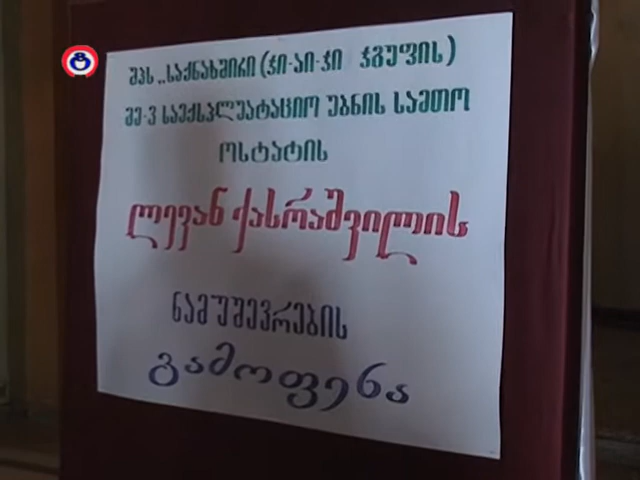 შპს „საქნახშირი (ჯი-აი-ჯი ჯგუფის)
მე-3 საექსპლუატაციო უბნის სამთო
ოსტატის
ლევან ქასრაშვილის
ნამუშევრების
გამოფენა